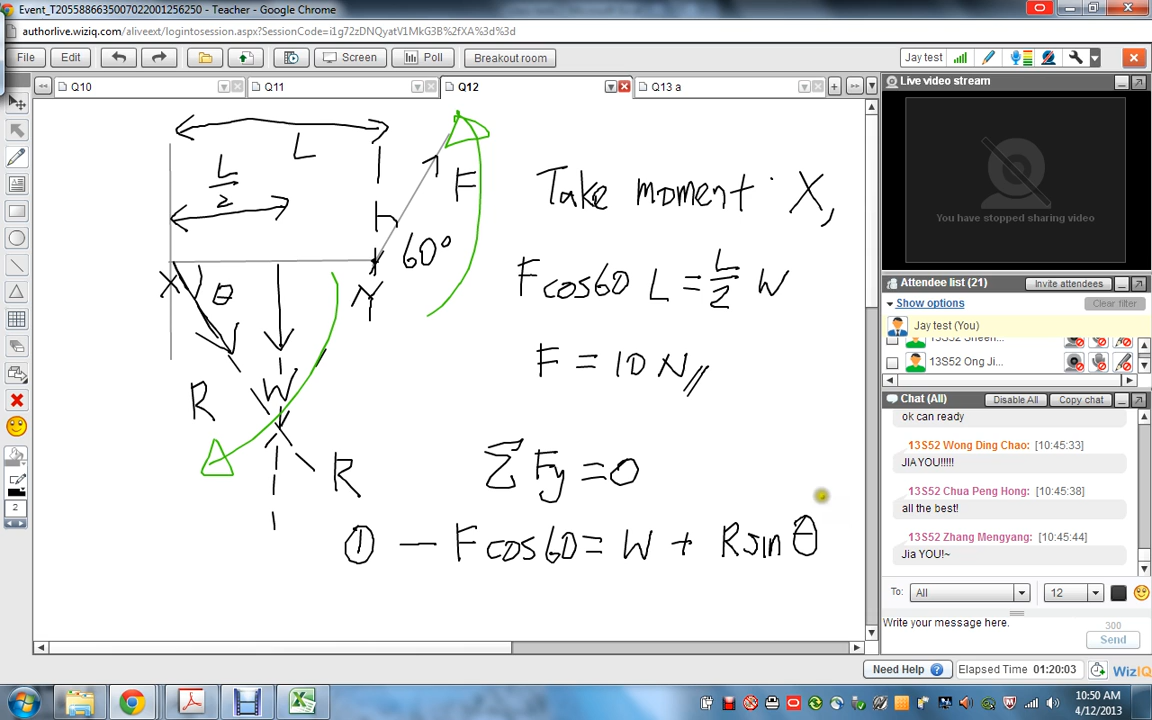 Event_T2055886635007022001256250 - Teacher - Google Chrome
authorlive.wiziq.com/aliveext/logintosession.aspx?SessionCode=i1g72zDNQyatV1MkG3B%2fXA%3d%3d
File Edit Screen Poll Breakout room Jay test
Q10 Q11 Q12 Q13 a
L
L/2
F
60°
X θ Y
R
W
R
Take moment · X,
F cos60 L = L/2 W
F = 10 N
Σ Fy = 0
① — F cos60 = W + R sin θ
2
Live video stream
You have stopped sharing video
Attendee list (21) Invite attendees
Show options Clear filter
Jay test (You)
13S52 Sheen...
13S52 Ong Ji...
Chat (All) Disable All Copy chat
ok can ready
13S52 Wong Ding Chao: [10:45:33]
JIA YOU!!!!!
13S52 Chua Peng Hong: [10:45:38]
all the best!
13S52 Zhang Mengyang: [10:45:44]
Jia YOU!~
To: All 12
Write your message here.
300
Send
Need Help ? Elapsed Time 01:20:03 WizIQ
10:50 AM
4/12/2013